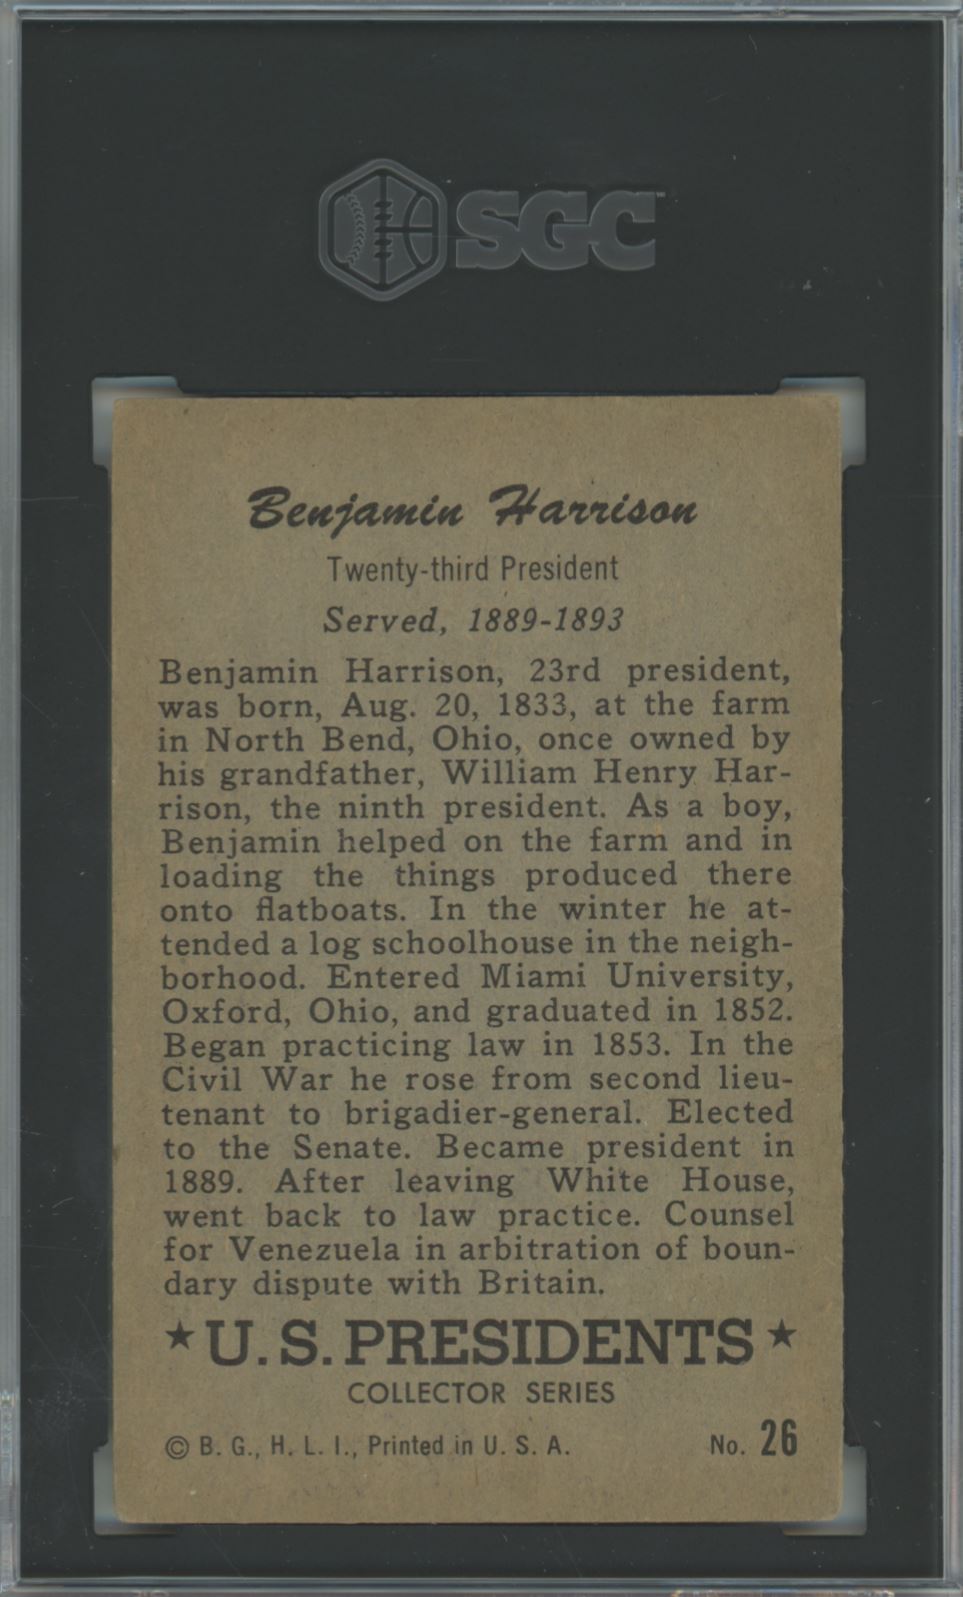 SGC
Benjamin Harrison
Twenty-third President
Served, 1889-1893
Benjamin Harrison, 23rd president,
was born, Aug. 20, 1833, at the farm
in North Bend, Ohio, once owned by
his grandfather, William Henry Har-
rison, the ninth president. As a boy,
Benjamin helped on the farm and in
loading the things produced there
onto flatboats. In the winter he at-
tended a log schoolhouse in the neigh-
borhood. Entered Miami University,
Oxford, Ohio, and graduated in 1852.
Began practicing law in 1853. In the
Civil War he rose from second lieu-
tenant to brigadier-general. Elected
to the Senate. Became president in
1889. After leaving White House,
went back to law practice. Counsel
for Venezuela in arbitration of boun-
dary dispute with Britain.
★ U. S. PRESIDENTS ★
COLLECTOR SERIES
© B. G., H. L. I., Printed in U. S. A. No. 26